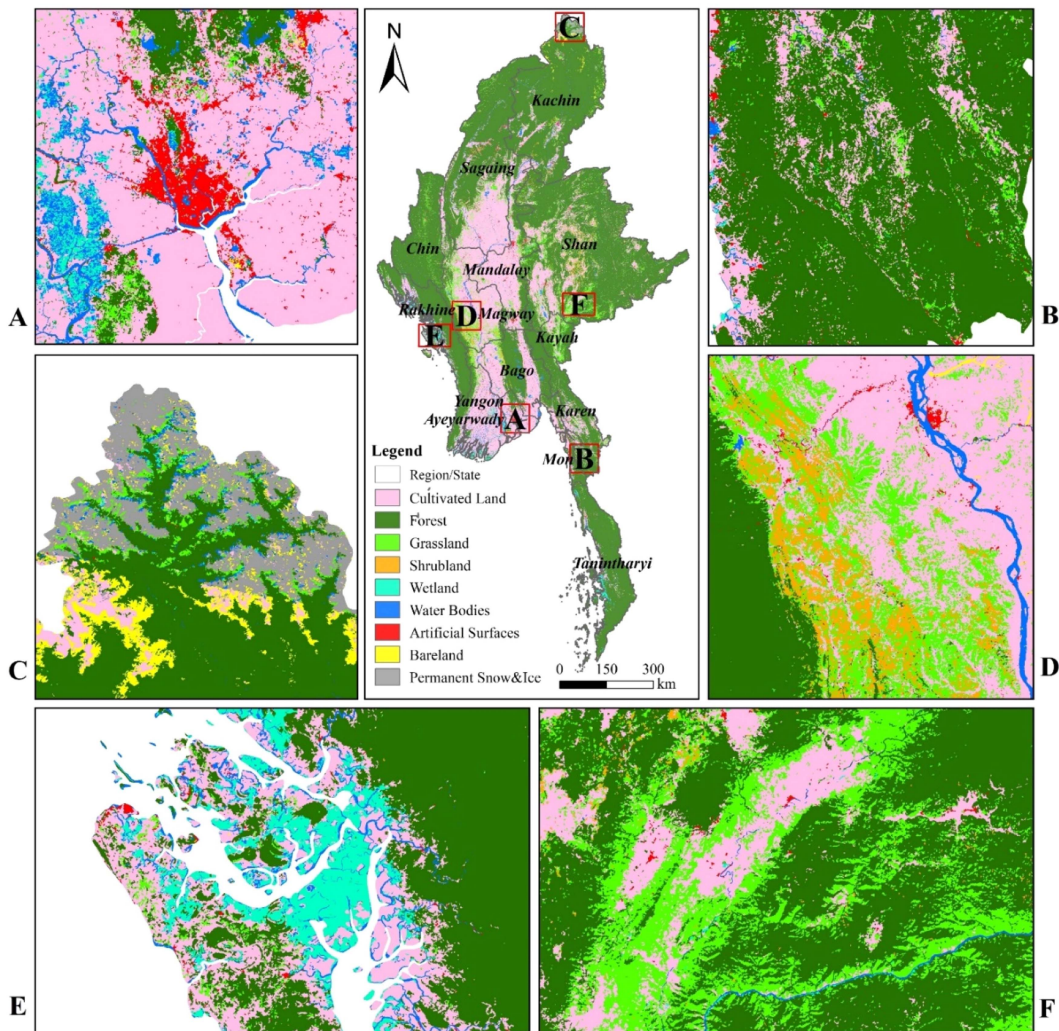 N
C
Kachin
Sagaing
Chin
Shan
Mandalay
Rakhine
D
Magway
F
E
Kayah
Bago
Yangon
A
Ayeyarwady
Karen
Mon
B
Tanintharyi
Legend
Region/State
Cultivated Land
Forest
Grassland
Shrubland
Wetland
Water Bodies
Artificial Surfaces
Bareland
Permanent Snow&Ice
0 150 300
km
A
B
C
D
E
F